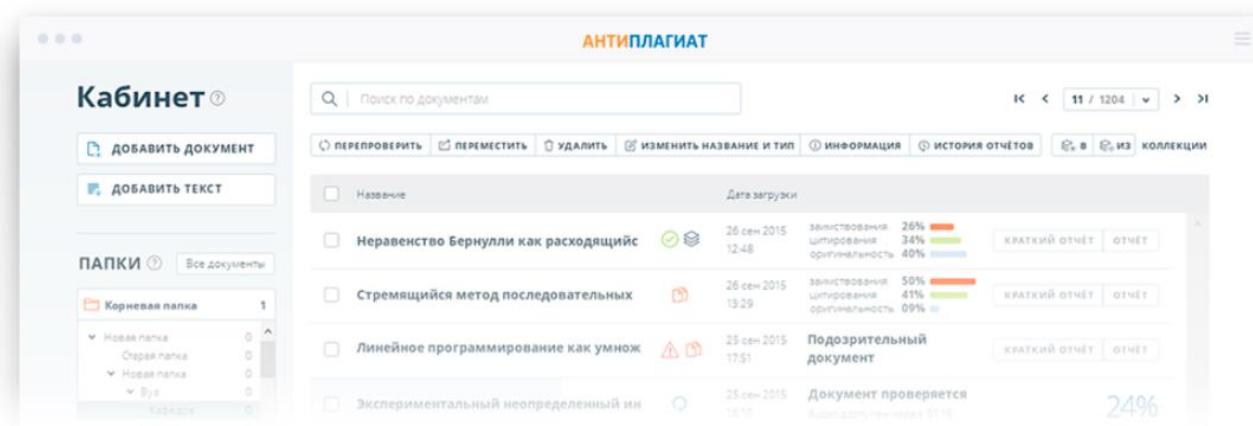 АНТИПЛАГИАТ
Кабинет
Поиск по документам
11 / 1204
ДОБАВИТЬ ДОКУМЕНТ
ДОБАВИТЬ ТЕКСТ
ПЕРЕПРОВЕРИТЬ ПЕРЕМЕСТИТЬ УДАЛИТЬ ИЗМЕНИТЬ НАЗВАНИЕ И ТИП ИНФОРМАЦИЯ ИСТОРИЯ ОТЧЁТОВ В ИЗ КОЛЛЕКЦИИ
Название Дата загрузки
ПАПКИ Все документы
Корневая папка 1
Новая папка 0
Старая папка 0
Новая папка 0
Вуз 0
Кафедра 0
Неравенство Бернулли как расходящийс
26 сен 2015
12:48
заимствования 26%
цитирования 34%
оригинальность 40%
КРАТКИЙ ОТЧЁТ ОТЧЁТ
Стремящийся метод последовательных
26 сен 2015
13:29
заимствования 50%
цитирования 41%
оригинальность 09%
КРАТКИЙ ОТЧЁТ ОТЧЁТ
Линейное программирование как умнож
25 сен 2015
17:51
Подозрительный
документ
КРАТКИЙ ОТЧЁТ ОТЧЁТ
Экспериментальный неопределенный ин
25 сен 2015
Документ проверяется
24%